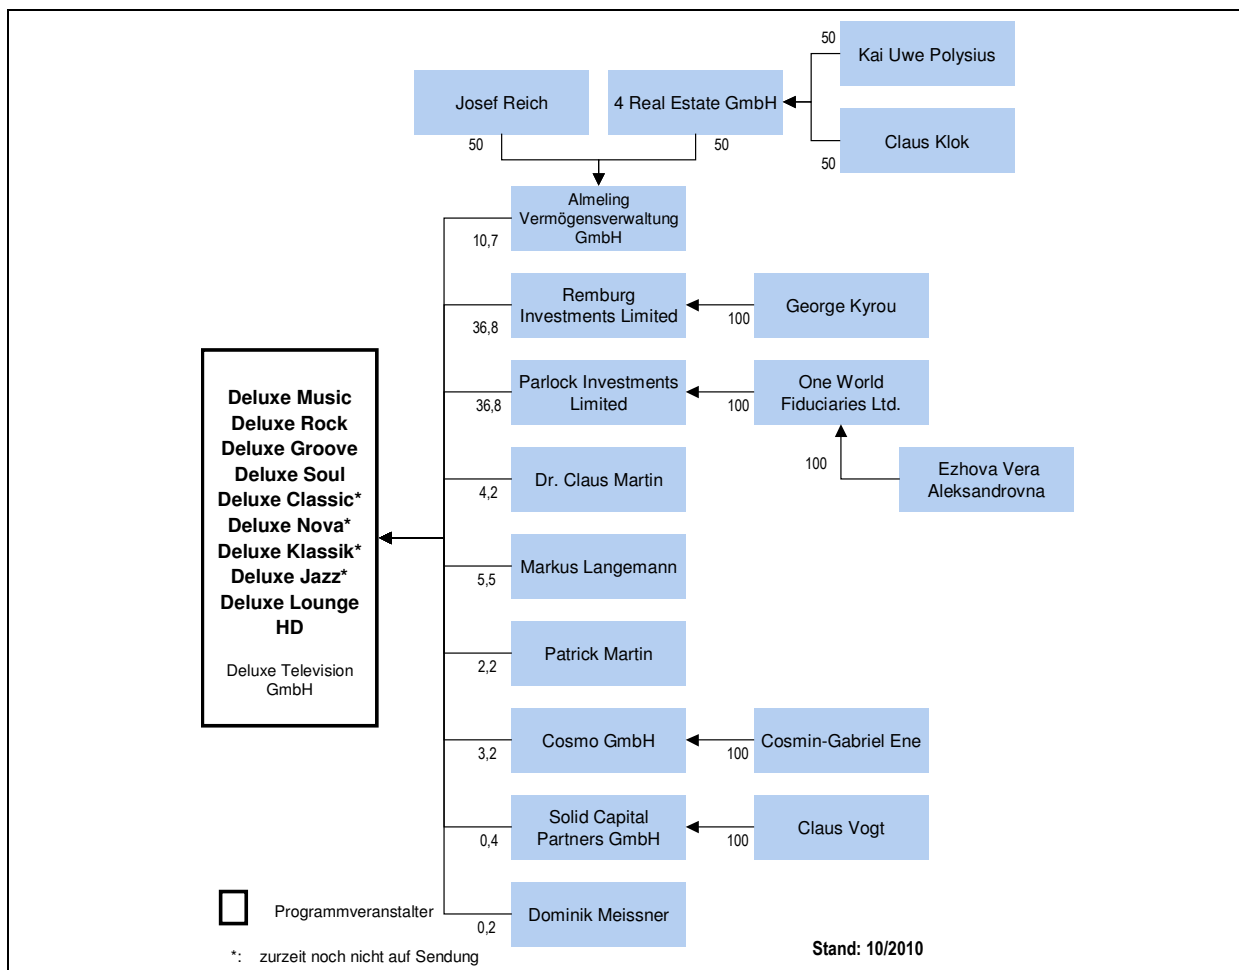 50
Kai Uwe Polysius
Josef Reich
4 Real Estate GmbH
Claus Klok
50
50
50
Almeling
Vermögensverwaltung
GmbH
10,7
Remburg
Investments Limited
36,8
100
George Kyrou
Parlock Investments
Limited
36,8
100
One World
Fiduciaries Ltd.
100
Ezhova Vera
Aleksandrovna
Deluxe Music
Deluxe Rock
Deluxe Groove
Deluxe Soul
Deluxe Classic*
Deluxe Nova*
Deluxe Klassik*
Deluxe Jazz*
Deluxe Lounge
HD
Deluxe Television
GmbH
Dr. Claus Martin
4,2
Markus Langemann
5,5
Patrick Martin
2,2
Cosmo GmbH
3,2
100
Cosmin-Gabriel Ene
Solid Capital
Partners GmbH
0,4
100
Claus Vogt
Dominik Meissner
0,2
Programmveranstalter
*: zurzeit noch nicht auf Sendung
Stand: 10/2010